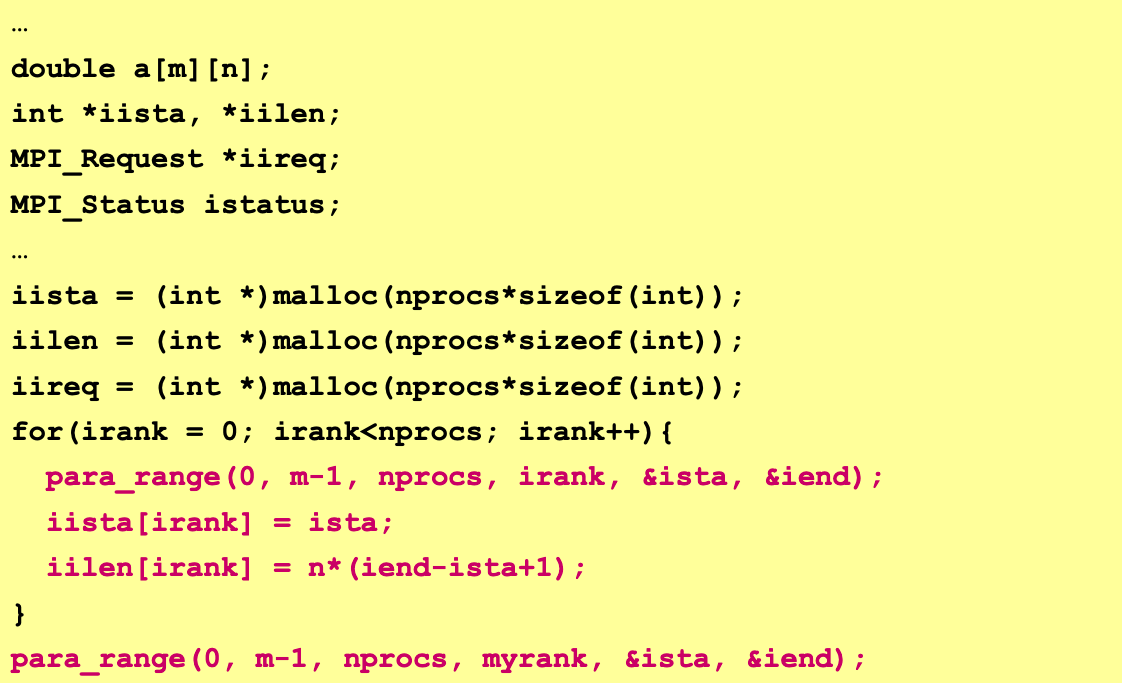 …
double a[m][n];
int *iista, *iilen;
MPI_Request *iireq;
MPI_Status istatus;
…
iista = (int *)malloc(nprocs*sizeof(int));
iilen = (int *)malloc(nprocs*sizeof(int));
iireq = (int *)malloc(nprocs*sizeof(int));
for(irank = 0; irank<nprocs; irank++){
  para_range(0, m-1, nprocs, irank, &ista, &iend);
  iista[irank] = ista;
  iilen[irank] = n*(iend-ista+1);
}
para_range(0, m-1, nprocs, myrank, &ista, &iend);